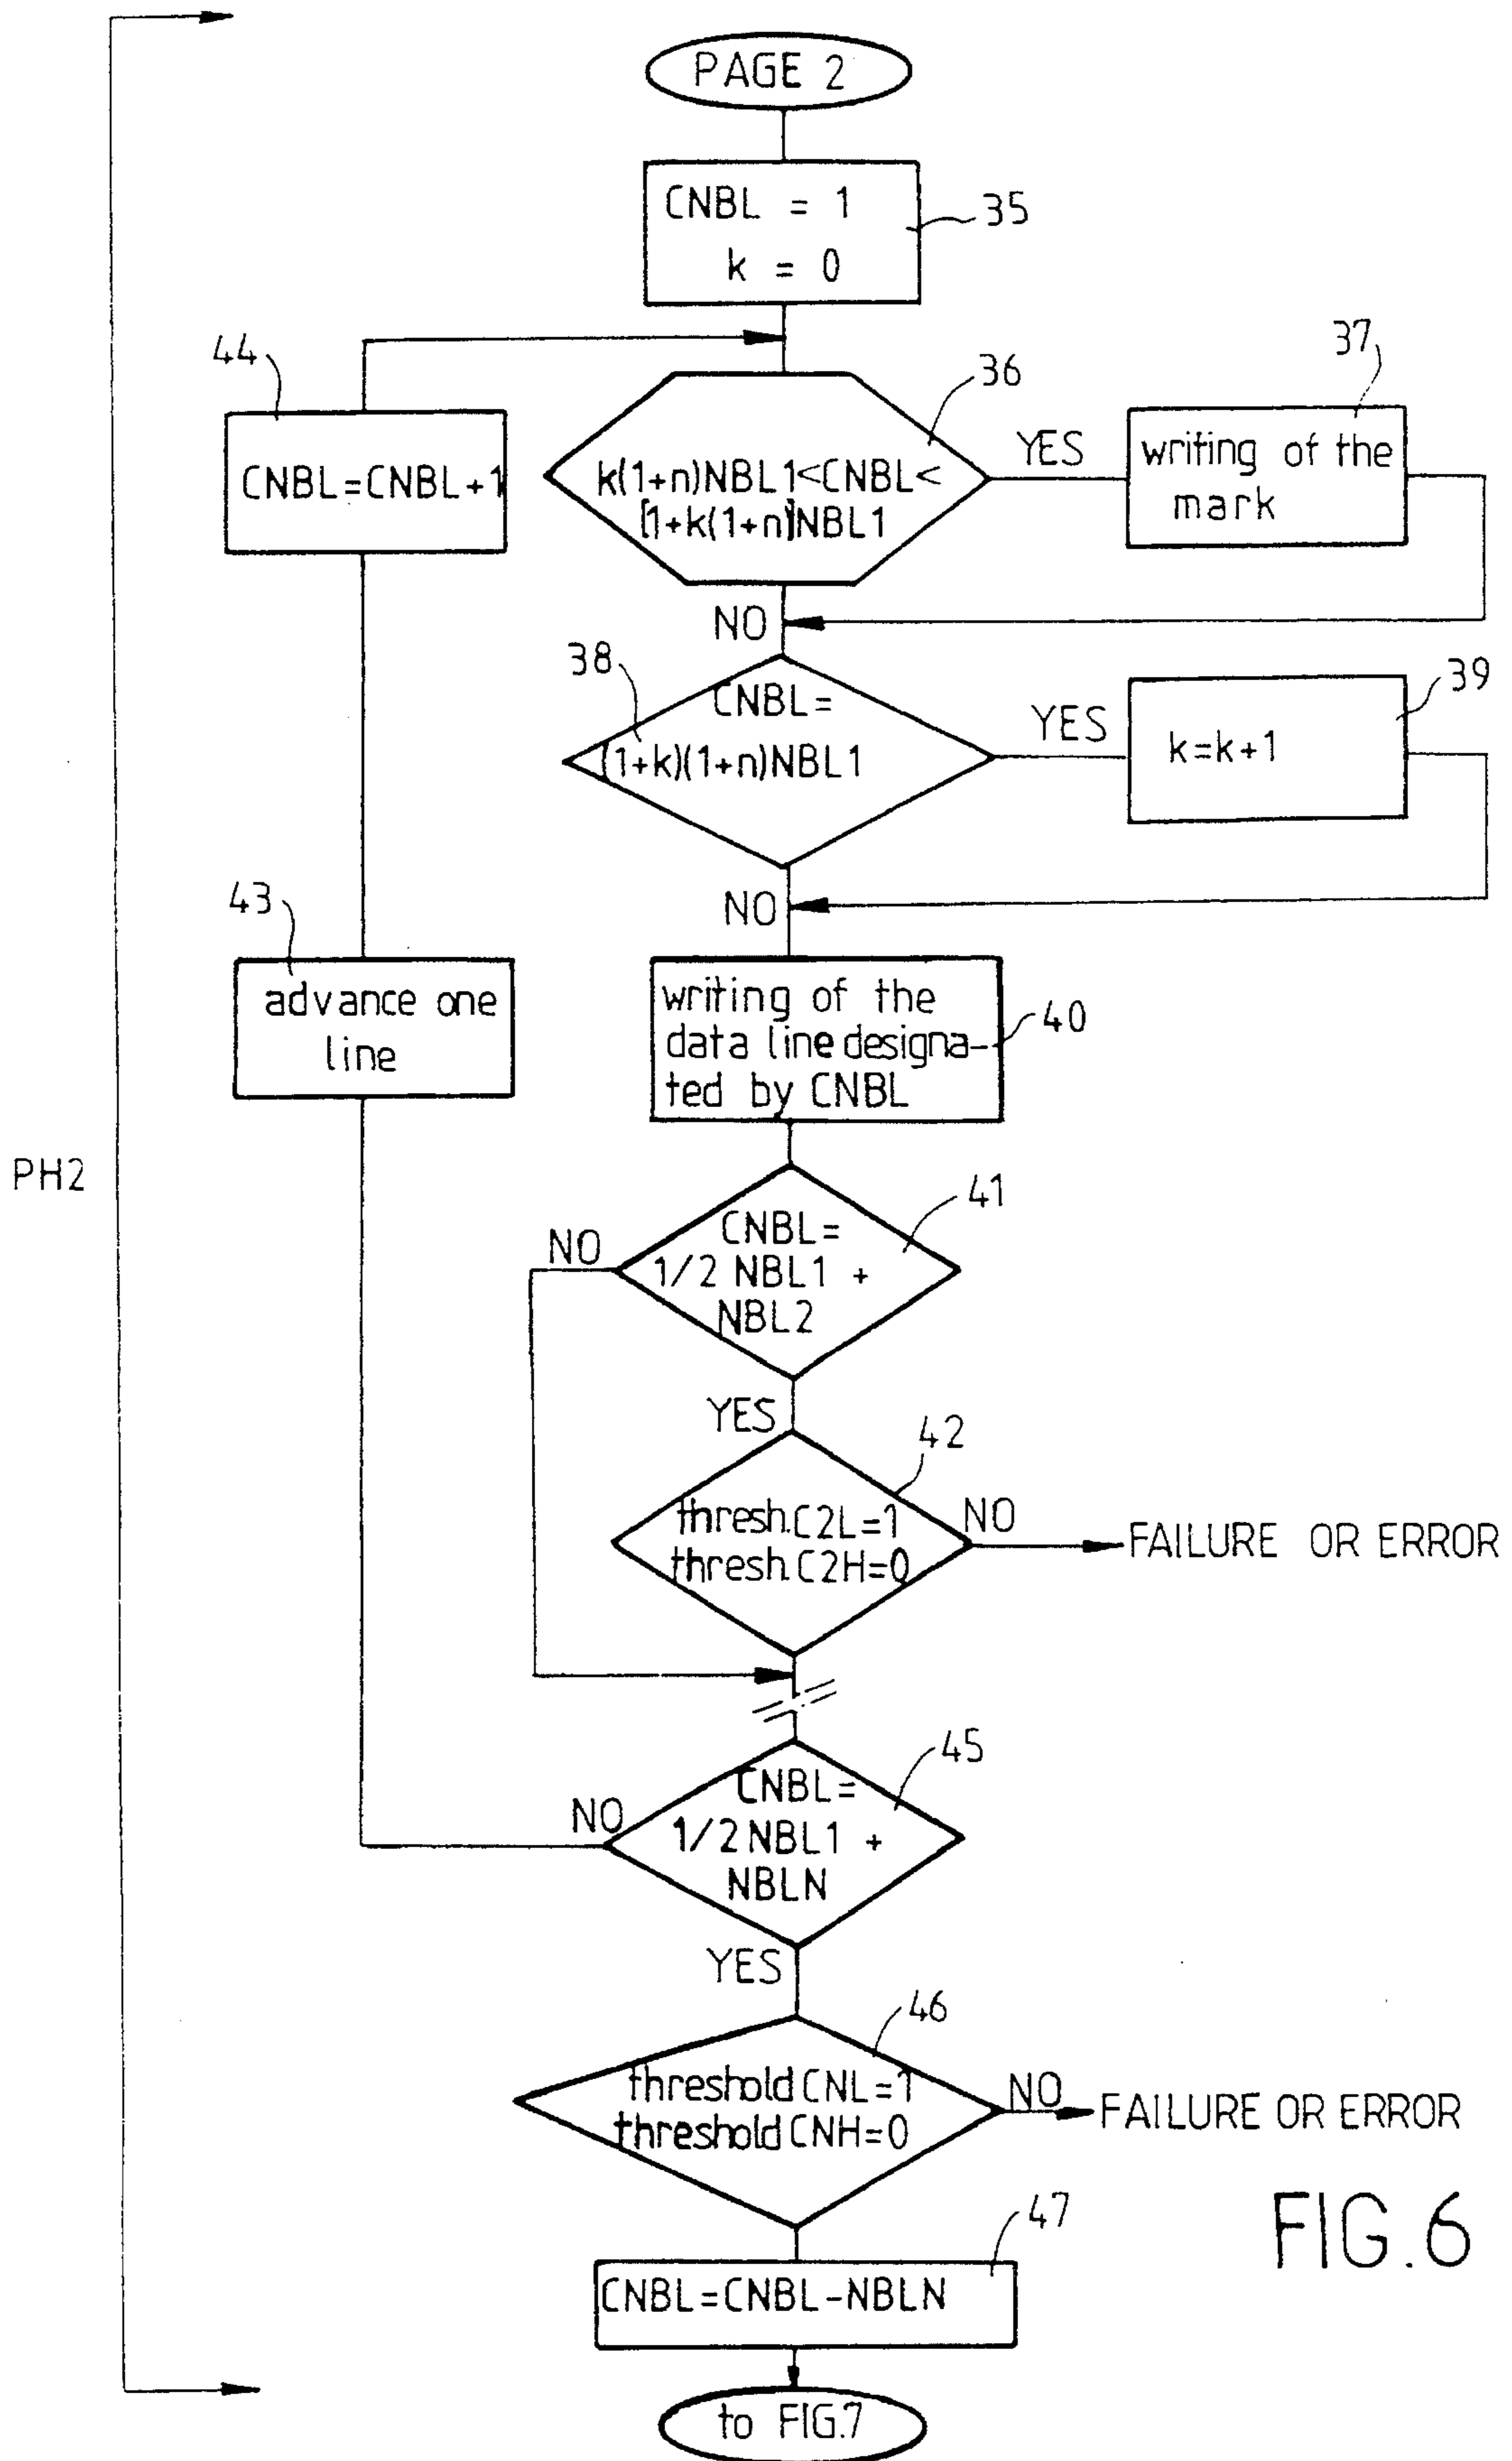 PAGE 2
CNBL = 1
k = 0
35
44
CNBL=CNBL+1
36
k(1+n)NBL1<CNBL<
[1+k(1+n)]NBL1
YES
37
writing of the
mark
NO
38
CNBL=
(1+k)(1+n)NBL1
YES
39
k=k+1
NO
43
advance one
line
writing of the
data line designa-
ted by CNBL
40
PH2
41
CNBL=
1/2 NBL1 +
NBL2
NO
YES
42
thresh.C2L=1
thresh.C2H=0
NO
FAILURE OR ERROR
45
CNBL=
1/2NBL1 +
NBLN
NO
YES
46
threshold CNL=1
threshold CNH=0
NO
FAILURE OR ERROR
47
CNBL=CNBL-NBLN
FIG.6
to FIG.7